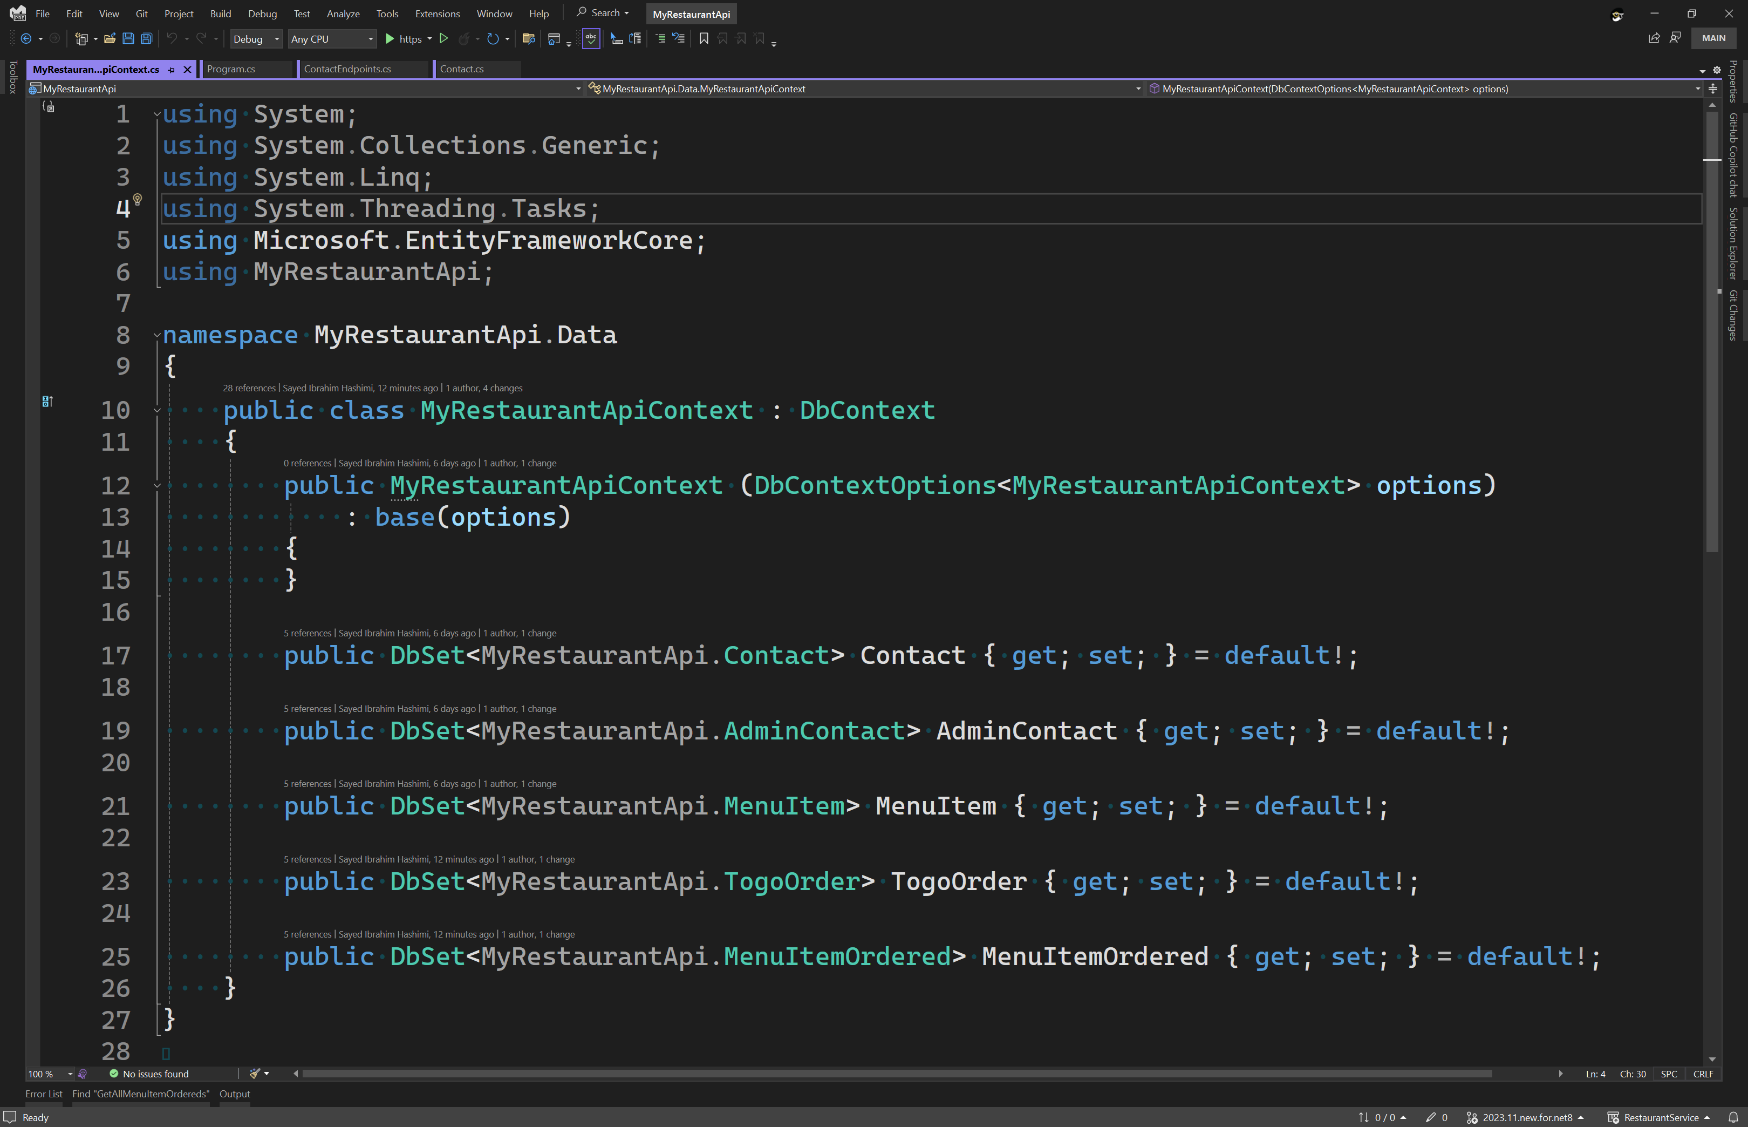 File Edit View Git Project Build Debug Test Analyze Tools Extensions Window Help Search MyRestaurantApi
Debug Any CPU https abc MAIN
MyRestauran...piContext.cs Program.cs ContactEndpoints.cs Contact.cs
MyRestaurantApi MyRestaurantApi.Data.MyRestaurantApiContext MyRestaurantApiContext(DbContextOptions<MyRestaurantApiContext> options)
1 using System;
2 using System.Collections.Generic;
3 using System.Linq;
4 using System.Threading.Tasks;
5 using Microsoft.EntityFrameworkCore;
6 using MyRestaurantApi;
7
8 namespace MyRestaurantApi.Data
9 {
28 references | Sayed Ibrahim Hashimi, 12 minutes ago | 1 author, 4 changes
10 public class MyRestaurantApiContext : DbContext
11 {
0 references | Sayed Ibrahim Hashimi, 6 days ago | 1 author, 1 change
12 public MyRestaurantApiContext (DbContextOptions<MyRestaurantApiContext> options)
13 : base(options)
14 {
15 }
16
5 references | Sayed Ibrahim Hashimi, 6 days ago | 1 author, 1 change
17 public DbSet<MyRestaurantApi.Contact> Contact { get; set; } = default!;
18
5 references | Sayed Ibrahim Hashimi, 6 days ago | 1 author, 1 change
19 public DbSet<MyRestaurantApi.AdminContact> AdminContact { get; set; } = default!;
20
5 references | Sayed Ibrahim Hashimi, 6 days ago | 1 author, 1 change
21 public DbSet<MyRestaurantApi.MenuItem> MenuItem { get; set; } = default!;
22
5 references | Sayed Ibrahim Hashimi, 12 minutes ago | 1 author, 1 change
23 public DbSet<MyRestaurantApi.TogoOrder> TogoOrder { get; set; } = default!;
24
5 references | Sayed Ibrahim Hashimi, 12 minutes ago | 1 author, 1 change
25 public DbSet<MyRestaurantApi.MenuItemOrdered> MenuItemOrdered { get; set; } = default!;
26 }
27 }
28
100 % No issues found Ln: 4 Ch: 30 SPC CRLF
Error List Find "GetAllMenuItemOrdereds" Output
Ready 0 / 0 0 2023.11.new.for.net8 RestaurantService
Toolbox
Properties
GitHub Copilot chat
Solution Explorer
Git Changes